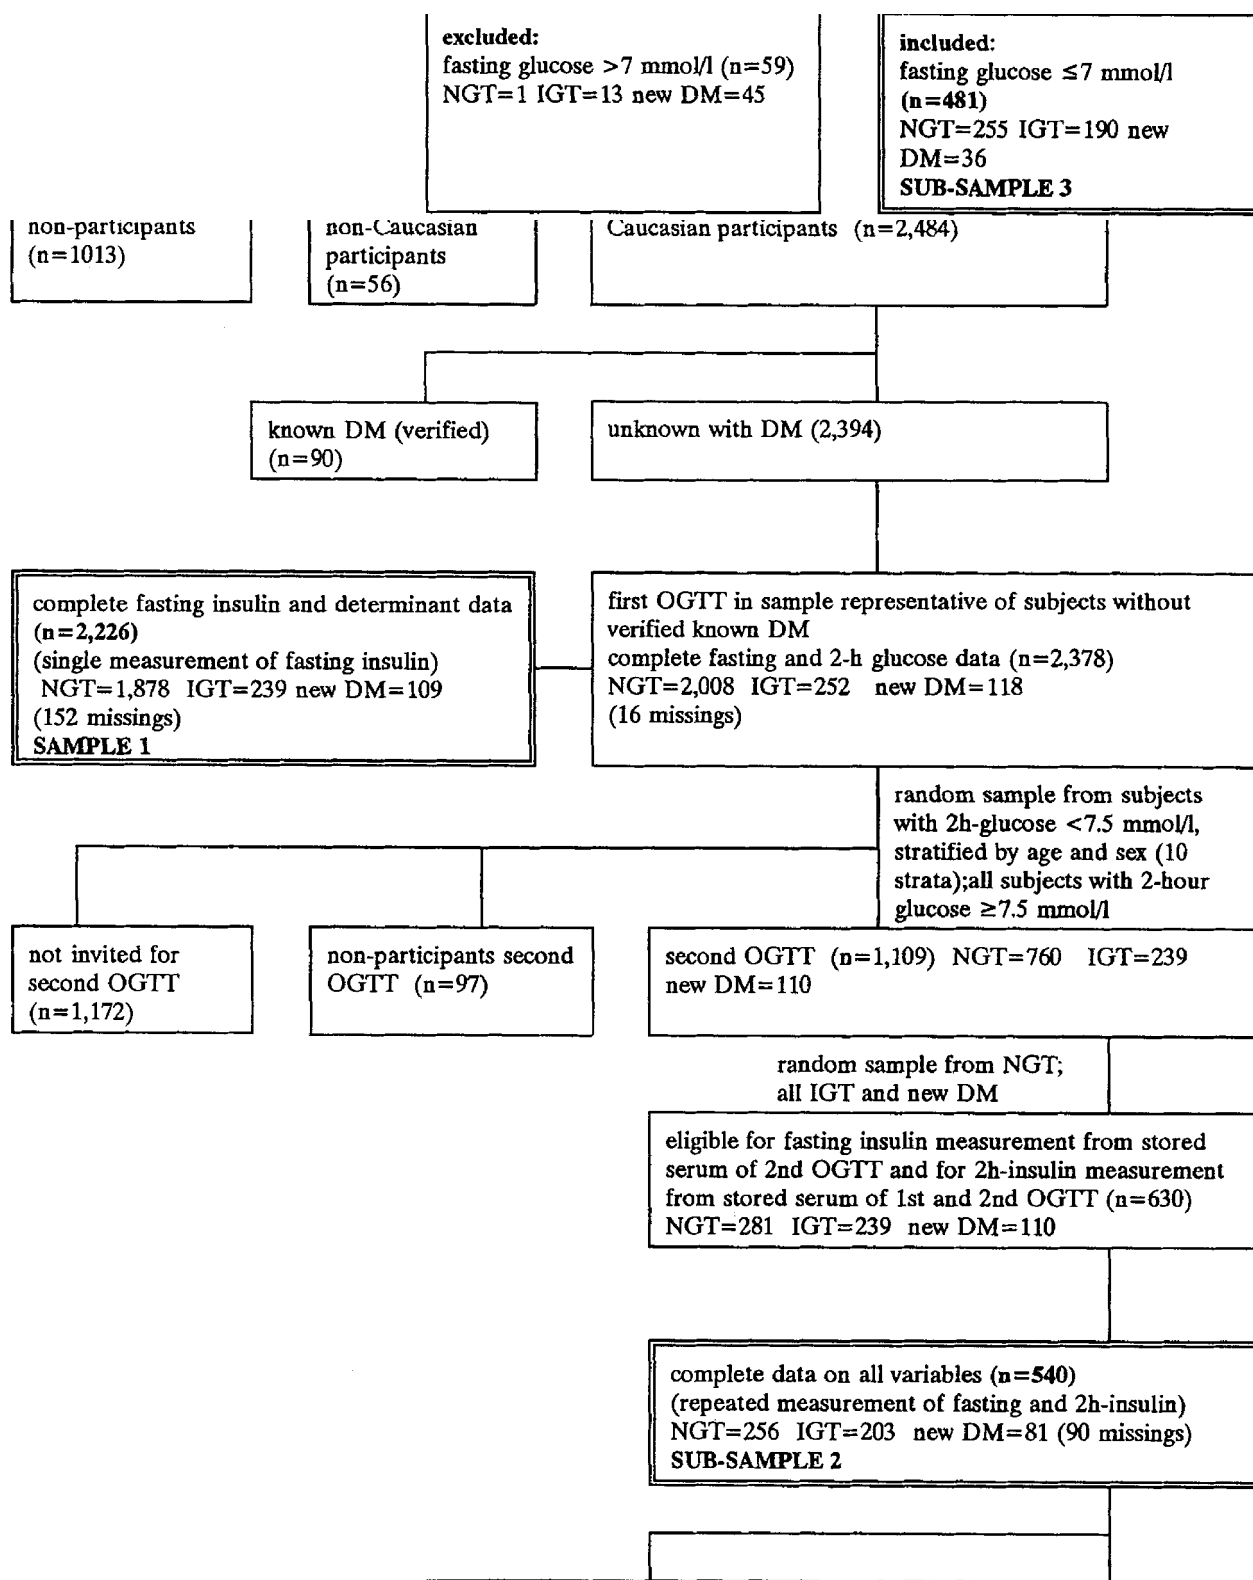 excluded:
fasting glucose >7 mmol/l (n=59)
NGT=1 IGT=13 new DM=45
included:
fasting glucose ≤7 mmol/l
(n=481)
NGT=255 IGT=190 new
DM=36
SUB-SAMPLE 3
non-participants
(n=1013)
non-Caucasian
participants
(n=56)
Caucasian participants (n=2,484)
known DM (verified)
(n=90)
unknown with DM (2,394)
complete fasting insulin and determinant data
(n=2,226)
(single measurement of fasting insulin)
NGT=1,878 IGT=239 new DM=109
(152 missings)
SAMPLE 1
first OGTT in sample representative of subjects without
verified known DM
complete fasting and 2-h glucose data (n=2,378)
NGT=2,008 IGT=252 new DM=118
(16 missings)
random sample from subjects
with 2h-glucose <7.5 mmol/l,
stratified by age and sex (10
strata);all subjects with 2-hour
glucose ≥7.5 mmol/l
not invited for
second OGTT
(n=1,172)
non-participants second
OGTT (n=97)
second OGTT (n=1,109) NGT=760 IGT=239
new DM=110
random sample from NGT;
all IGT and new DM
eligible for fasting insulin measurement from stored
serum of 2nd OGTT and for 2h-insulin measurement
from stored serum of 1st and 2nd OGTT (n=630)
NGT=281 IGT=239 new DM=110
complete data on all variables (n=540)
(repeated measurement of fasting and 2h-insulin)
NGT=256 IGT=203 new DM=81 (90 missings)
SUB-SAMPLE 2